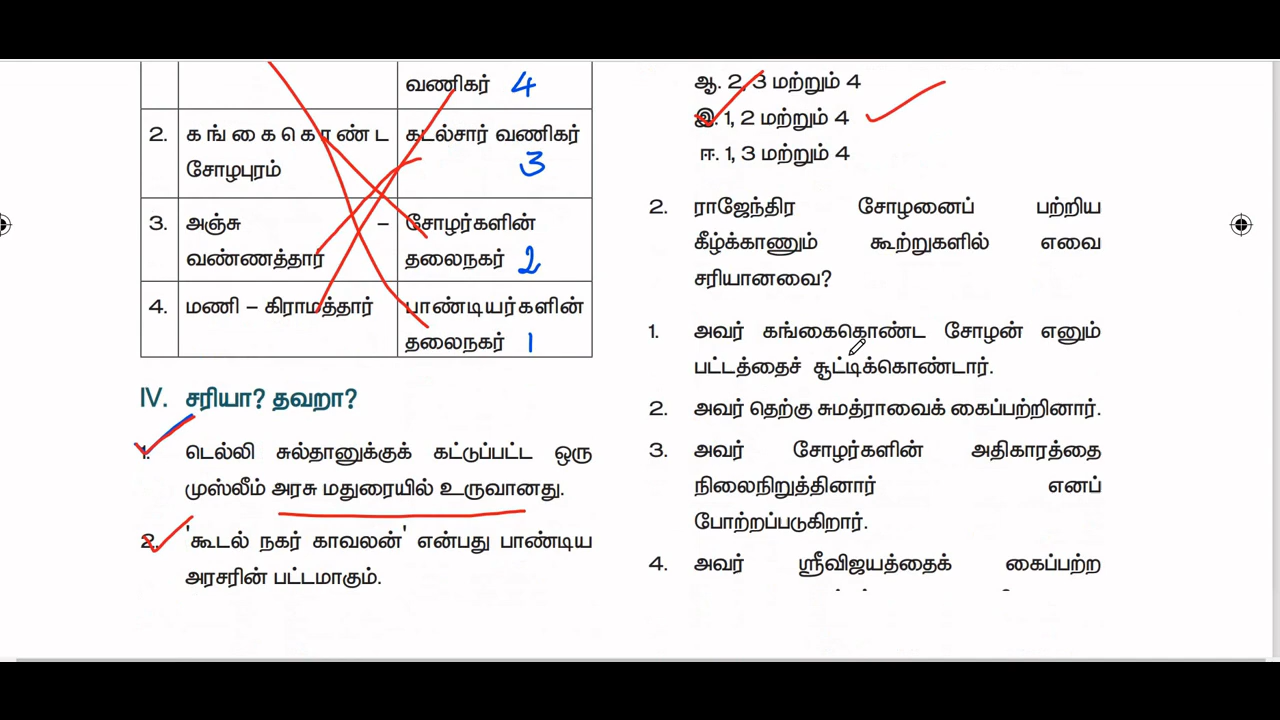 வணிகர் 4
2. கங்கைகொண்ட கடல்சார் வணிகர்
சோழபுரம் 3
3. அஞ்சு – சோழர்களின்
வண்ணத்தார் தலைநகர் 2
4. மணி – கிராமத்தார் பாண்டியர்களின்
தலைநகர் 1
IV. சரியா? தவறா?
1. டெல்லி சுல்தானுக்குக் கட்டுப்பட்ட ஒரு
முஸ்லீம் அரசு மதுரையில் உருவானது.
2. 'கூடல் நகர் காவலன்' என்பது பாண்டிய
அரசரின் பட்டமாகும்.
ஆ. 2, 3 மற்றும் 4
இ. 1, 2 மற்றும் 4
ஈ. 1, 3 மற்றும் 4
2. ராஜேந்திர சோழனைப் பற்றிய
கீழ்க்காணும் கூற்றுகளில் எவை
சரியானவை?
1. அவர் கங்கைகொண்ட சோழன் எனும்
பட்டத்தைச் சூட்டிக்கொண்டார்.
2. அவர் தெற்கு சுமத்ராவைக் கைப்பற்றினார்.
3. அவர் சோழர்களின் அதிகாரத்தை
நிலைநிறுத்தினார் எனப்
போற்றப்படுகிறார்.
4. அவர் ஸ்ரீவிஜயத்தைக் கைப்பற்ற